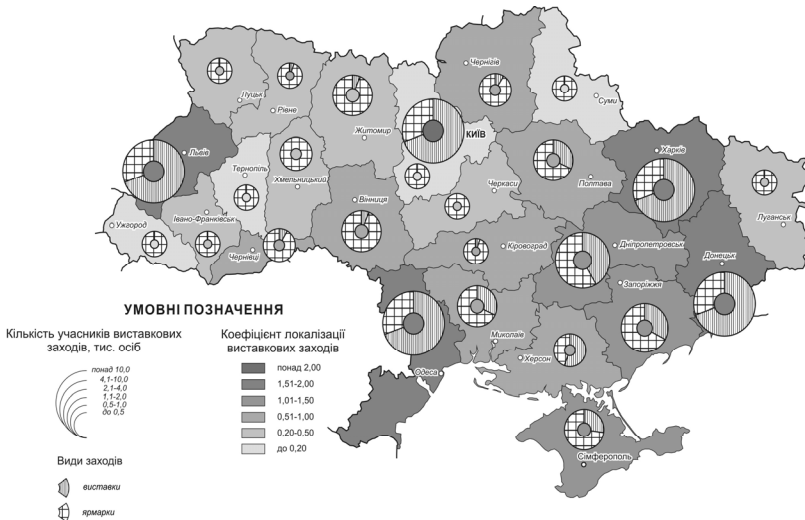 Чернігів
Луцьк
Рівне
Суми
Житомир
КИЇВ
Львів
Харків
Тернопіль
Хмельницький
Полтава
Черкаси
Вінниця
Луганськ
Ужгород
Івано-Франківськ
Кіровоград
Дніпропетровськ
Чернівці
Донецьк
Запоріжжя
Миколаїв
Херсон
Одеса
Сімферополь
УМОВНІ ПОЗНАЧЕННЯ
Кількість учасників виставкових
заходів, тис. осіб
понад 10,0
4,1-10,0
2,1-4,0
1,1-2,0
0,5-1,0
до 0,5
Види заходів
виставки
ярмарки
Коефіцієнт локалізації
виставкових заходів
понад 2,00
1,51-2,00
1,01-1,50
0,51-1,00
0.20-0.50
до 0,20